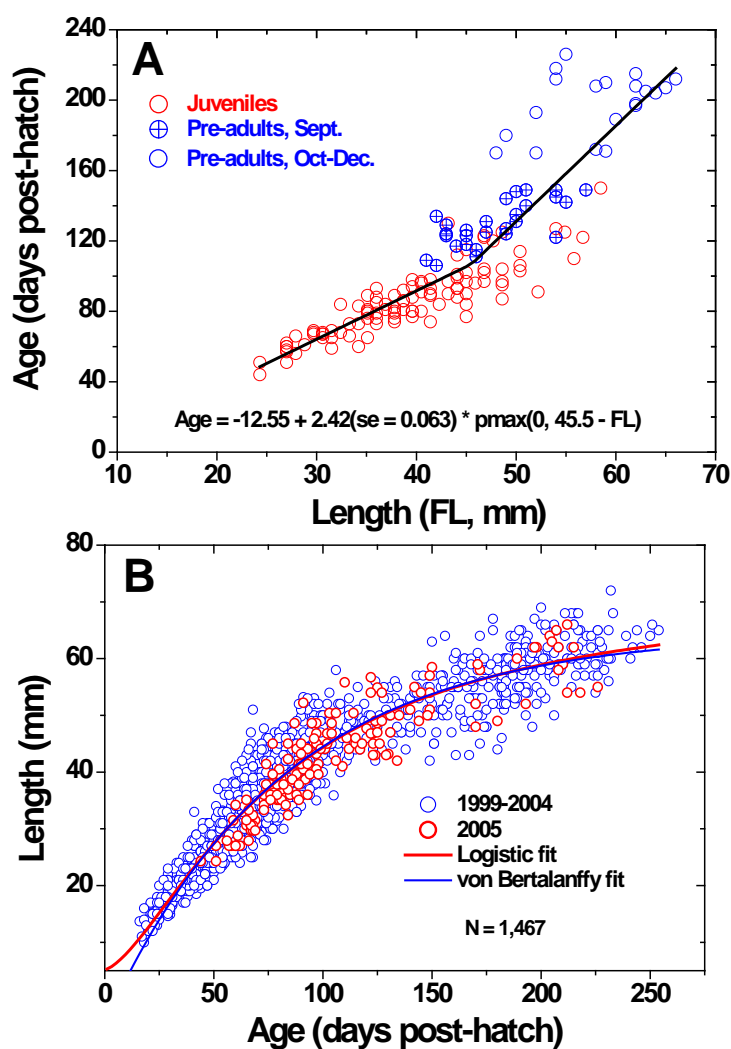 A
240
200
160
120
80
40
0
Age (days post-hatch)
Juveniles
Pre-adults, Sept.
Pre-adults, Oct-Dec.
Age = -12.55 + 2.42(se = 0.063) * pmax(0, 45.5 - FL)
10 20 30 40 50 60 70
Length (FL, mm)
B
80
60
40
20
Length (mm)
1999-2004
2005
Logistic fit
von Bertalanffy fit
N = 1,467
0 50 100 150 200 250
Age (days post-hatch)